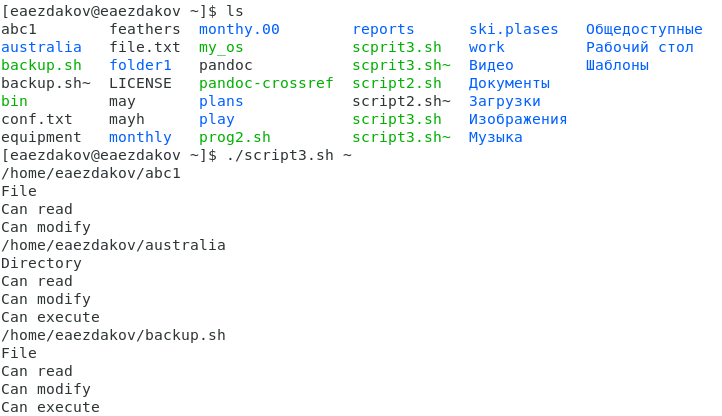 [eaezdakov@eaezdakov ~]$ ls
abc1 feathers monthy.00 reports ski.plases Общедоступные
australia file.txt my_os scprit3.sh work Рабочий стол
backup.sh folder1 pandoc scprit3.sh~ Видео Шаблоны
backup.sh~ LICENSE pandoc-crossref script2.sh Документы
bin may plans script2.sh~ Загрузки
conf.txt mayh play script3.sh Изображения
equipment monthly prog2.sh script3.sh~ Музыка
[eaezdakov@eaezdakov ~]$ ./script3.sh ~
/home/eaezdakov/abc1
File
Can read
Can modify
/home/eaezdakov/australia
Directory
Can read
Can modify
Can execute
/home/eaezdakov/backup.sh
File
Can read
Can modify
Can execute